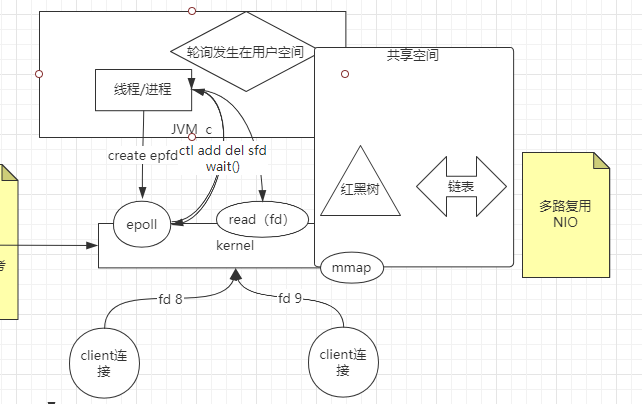 轮询发生在用户空间
共享空间
线程/进程
JVM c
create epfd
ctl add del sfd
wait()
红黑树
链表
多路复用
NIO
epoll
read（fd）
kernel
考
mmap
fd 8
fd 9
client连
接
client连
接